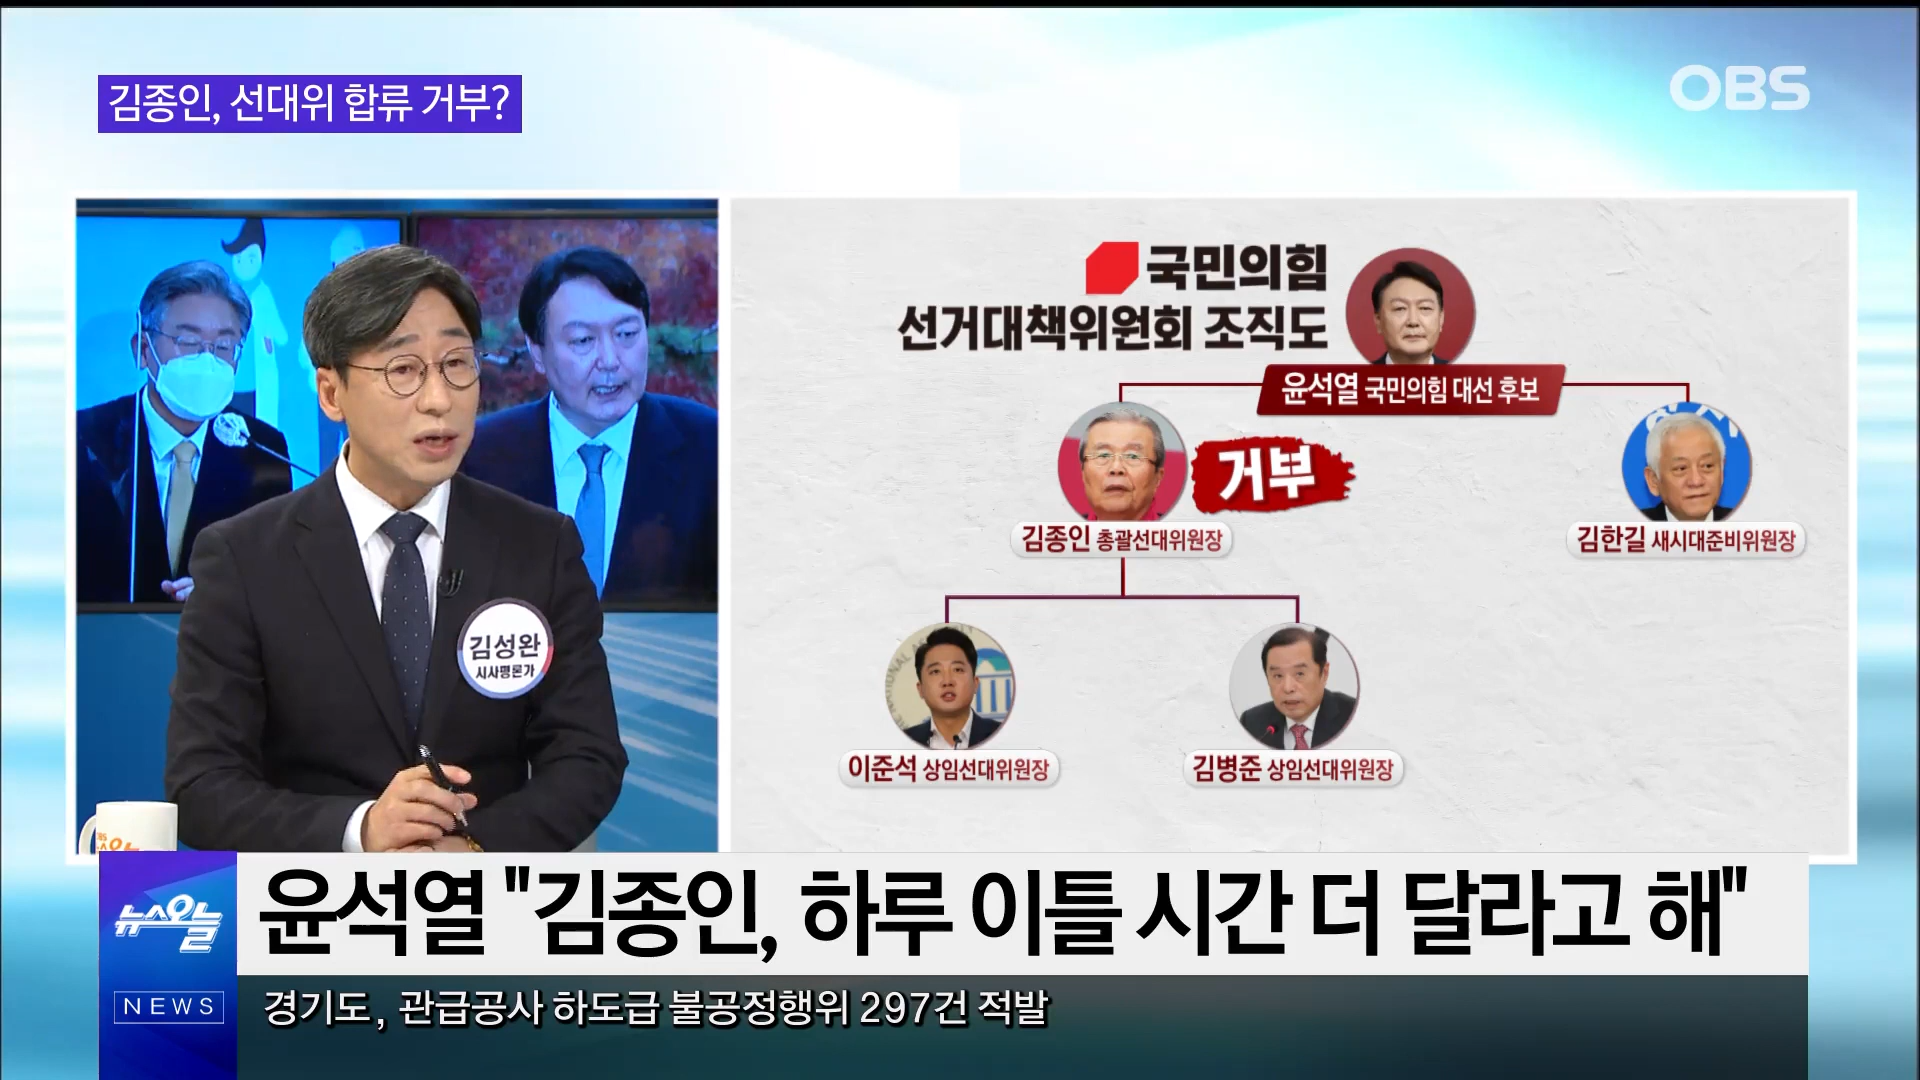 김종인, 선대위 합류 거부?
OBS
국민의힘
선거대책위원회 조직도
윤석열 국민의힘 대선 후보
거부
김종인 총괄선대위원장
김한길 새시대준비위원장
이준석 상임선대위원장
김병준 상임선대위원장
김성완
시사평론가
윤석열 "김종인, 하루 이틀 시간 더 달라고 해"
뉴스오늘
NEWS
경기도, 관급공사 하도급 불공정행위 297건 적발